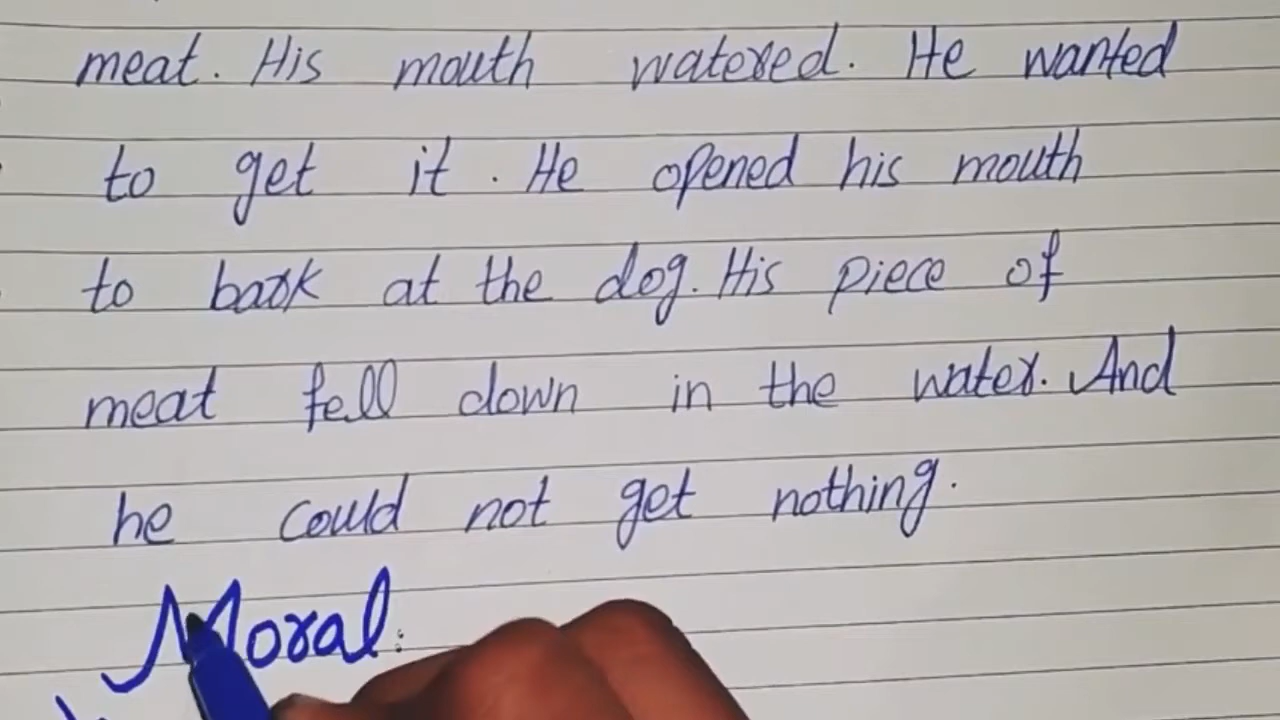 meat. His mouth watered. He wanted
to get it. He opened his mouth
to bark at the dog. His piece of
meat fell down in the water. And
he could not get nothing.
Moral: